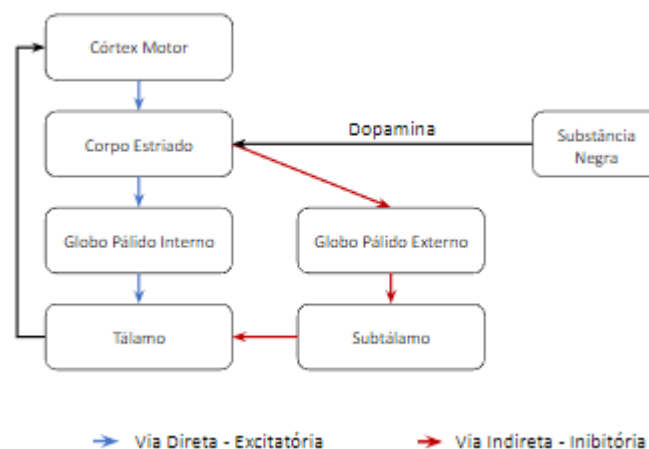 Córtex Motor
Dopamina
Corpo Estriado
Substância
Negra
Globo Pálido Interno
Globo Pálido Externo
Tálamo
Subtálamo
Via Direta - Excitatória
Via Indireta - Inibitória